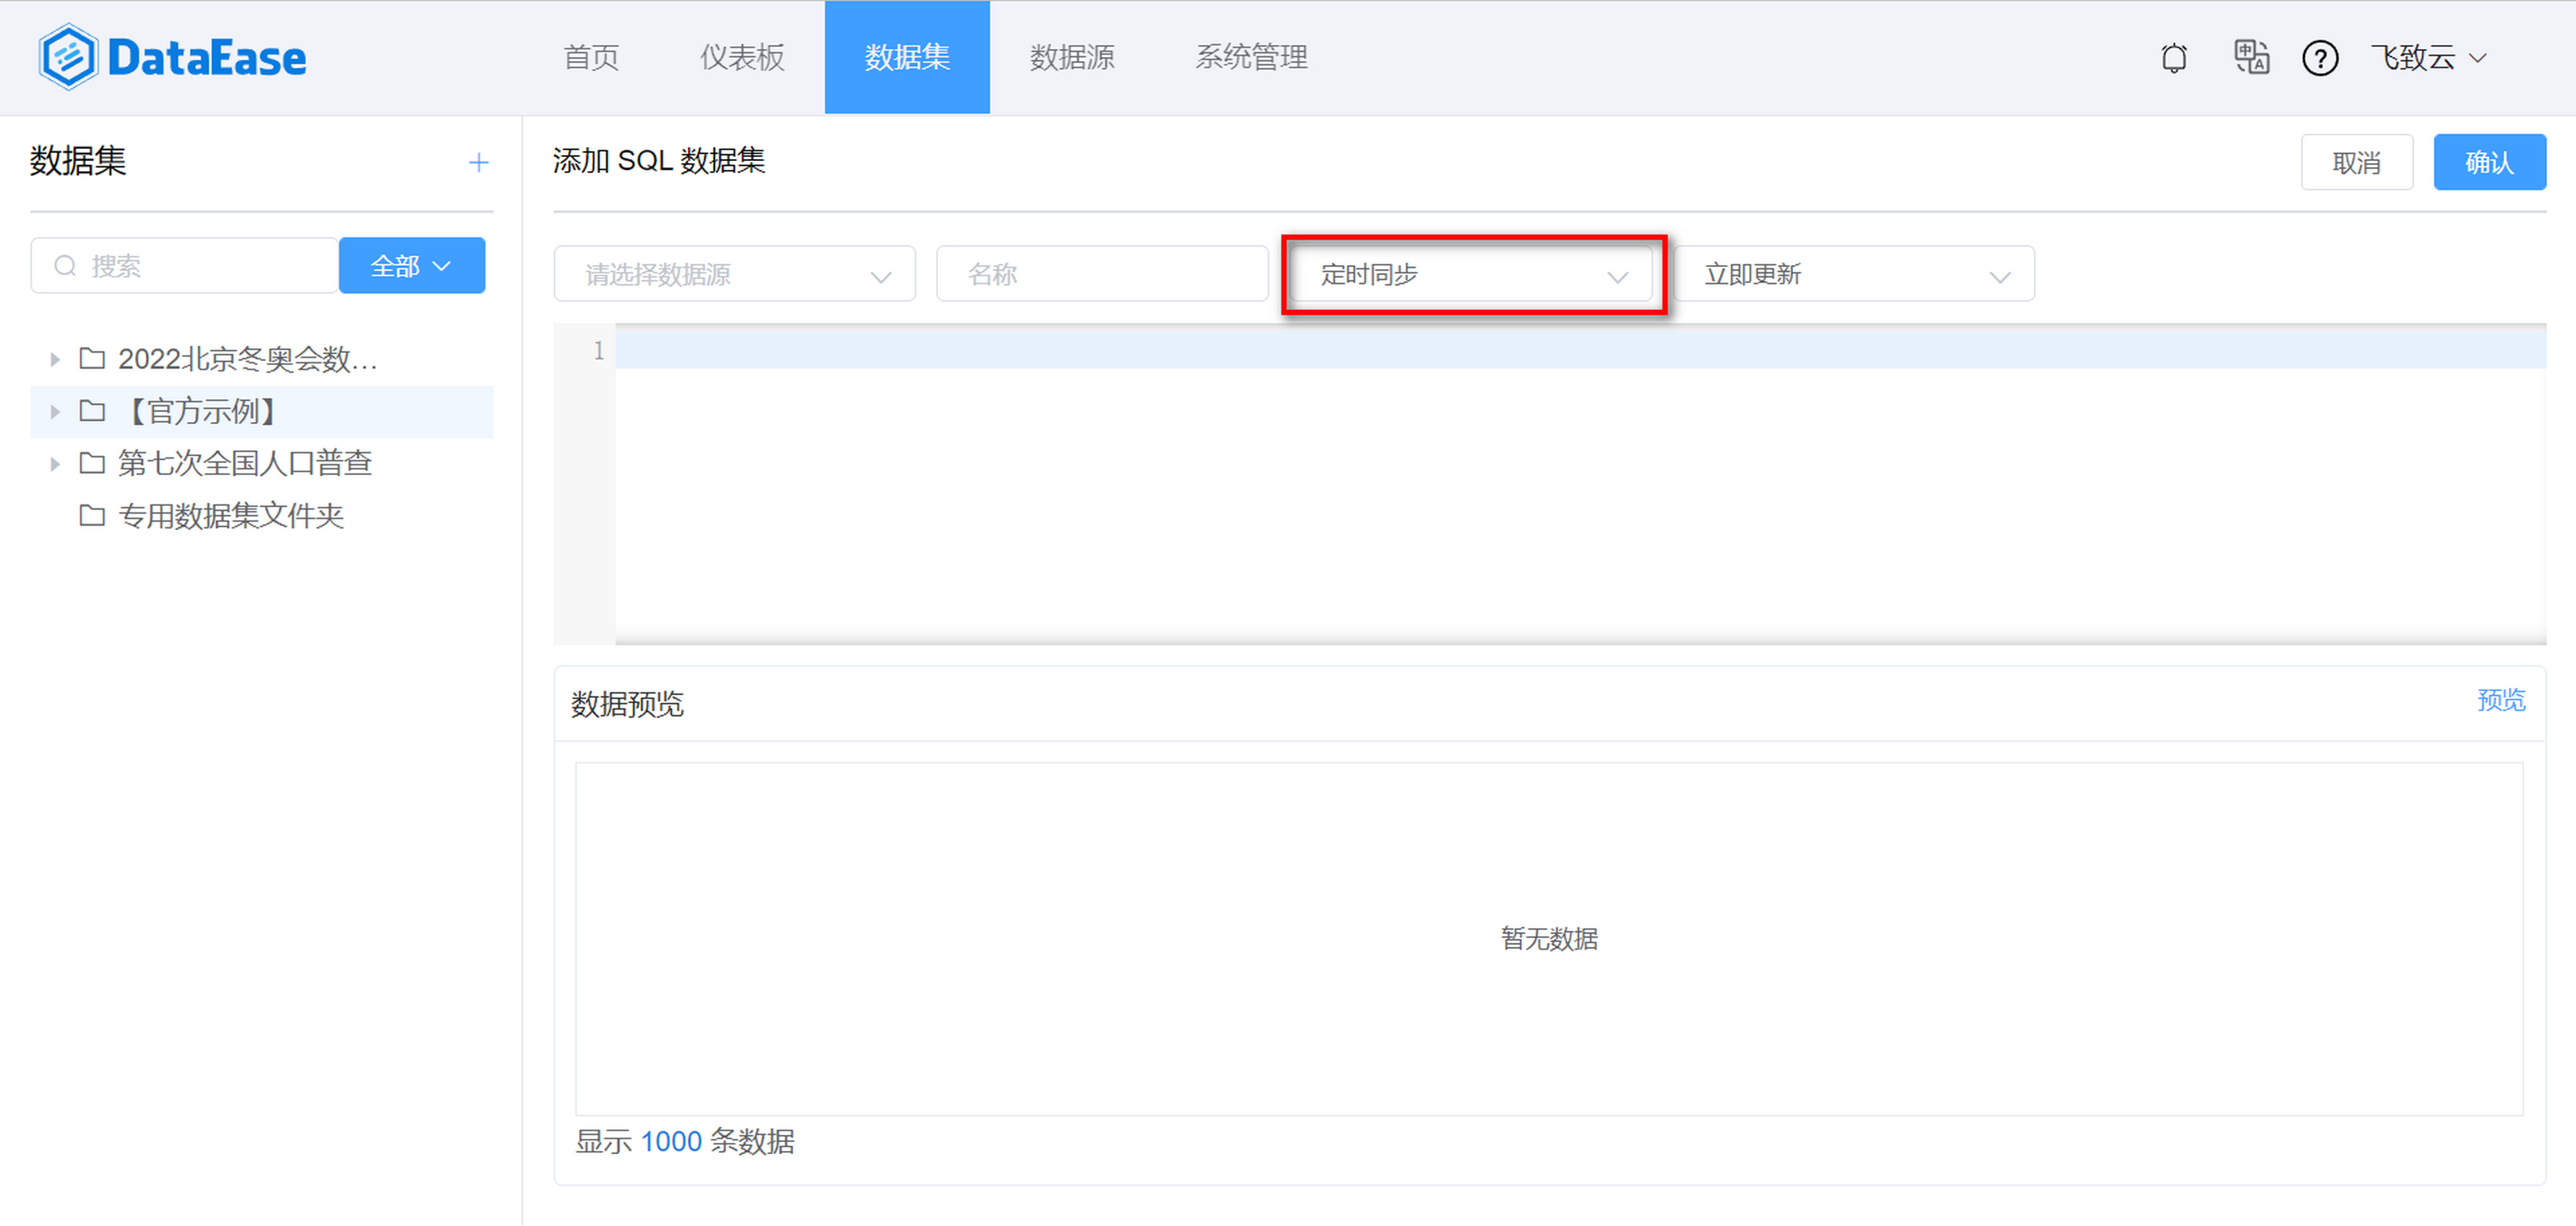 DataEase 首页 仪表板 数据集 数据源 系统管理 飞致云
数据集
搜索 全部
2022北京冬奥会数...
【官方示例】
第七次全国人口普查
专用数据集文件夹
添加 SQL 数据集 取消 确认
请选择数据源 名称 定时同步 立即更新
1
数据预览 预览
暂无数据
显示 1000 条数据